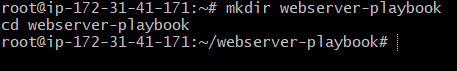 root@ip-172-31-41-171:~# mkdir webserver-playbook
cd webserver-playbook
root@ip-172-31-41-171:~/webserver-playbook#